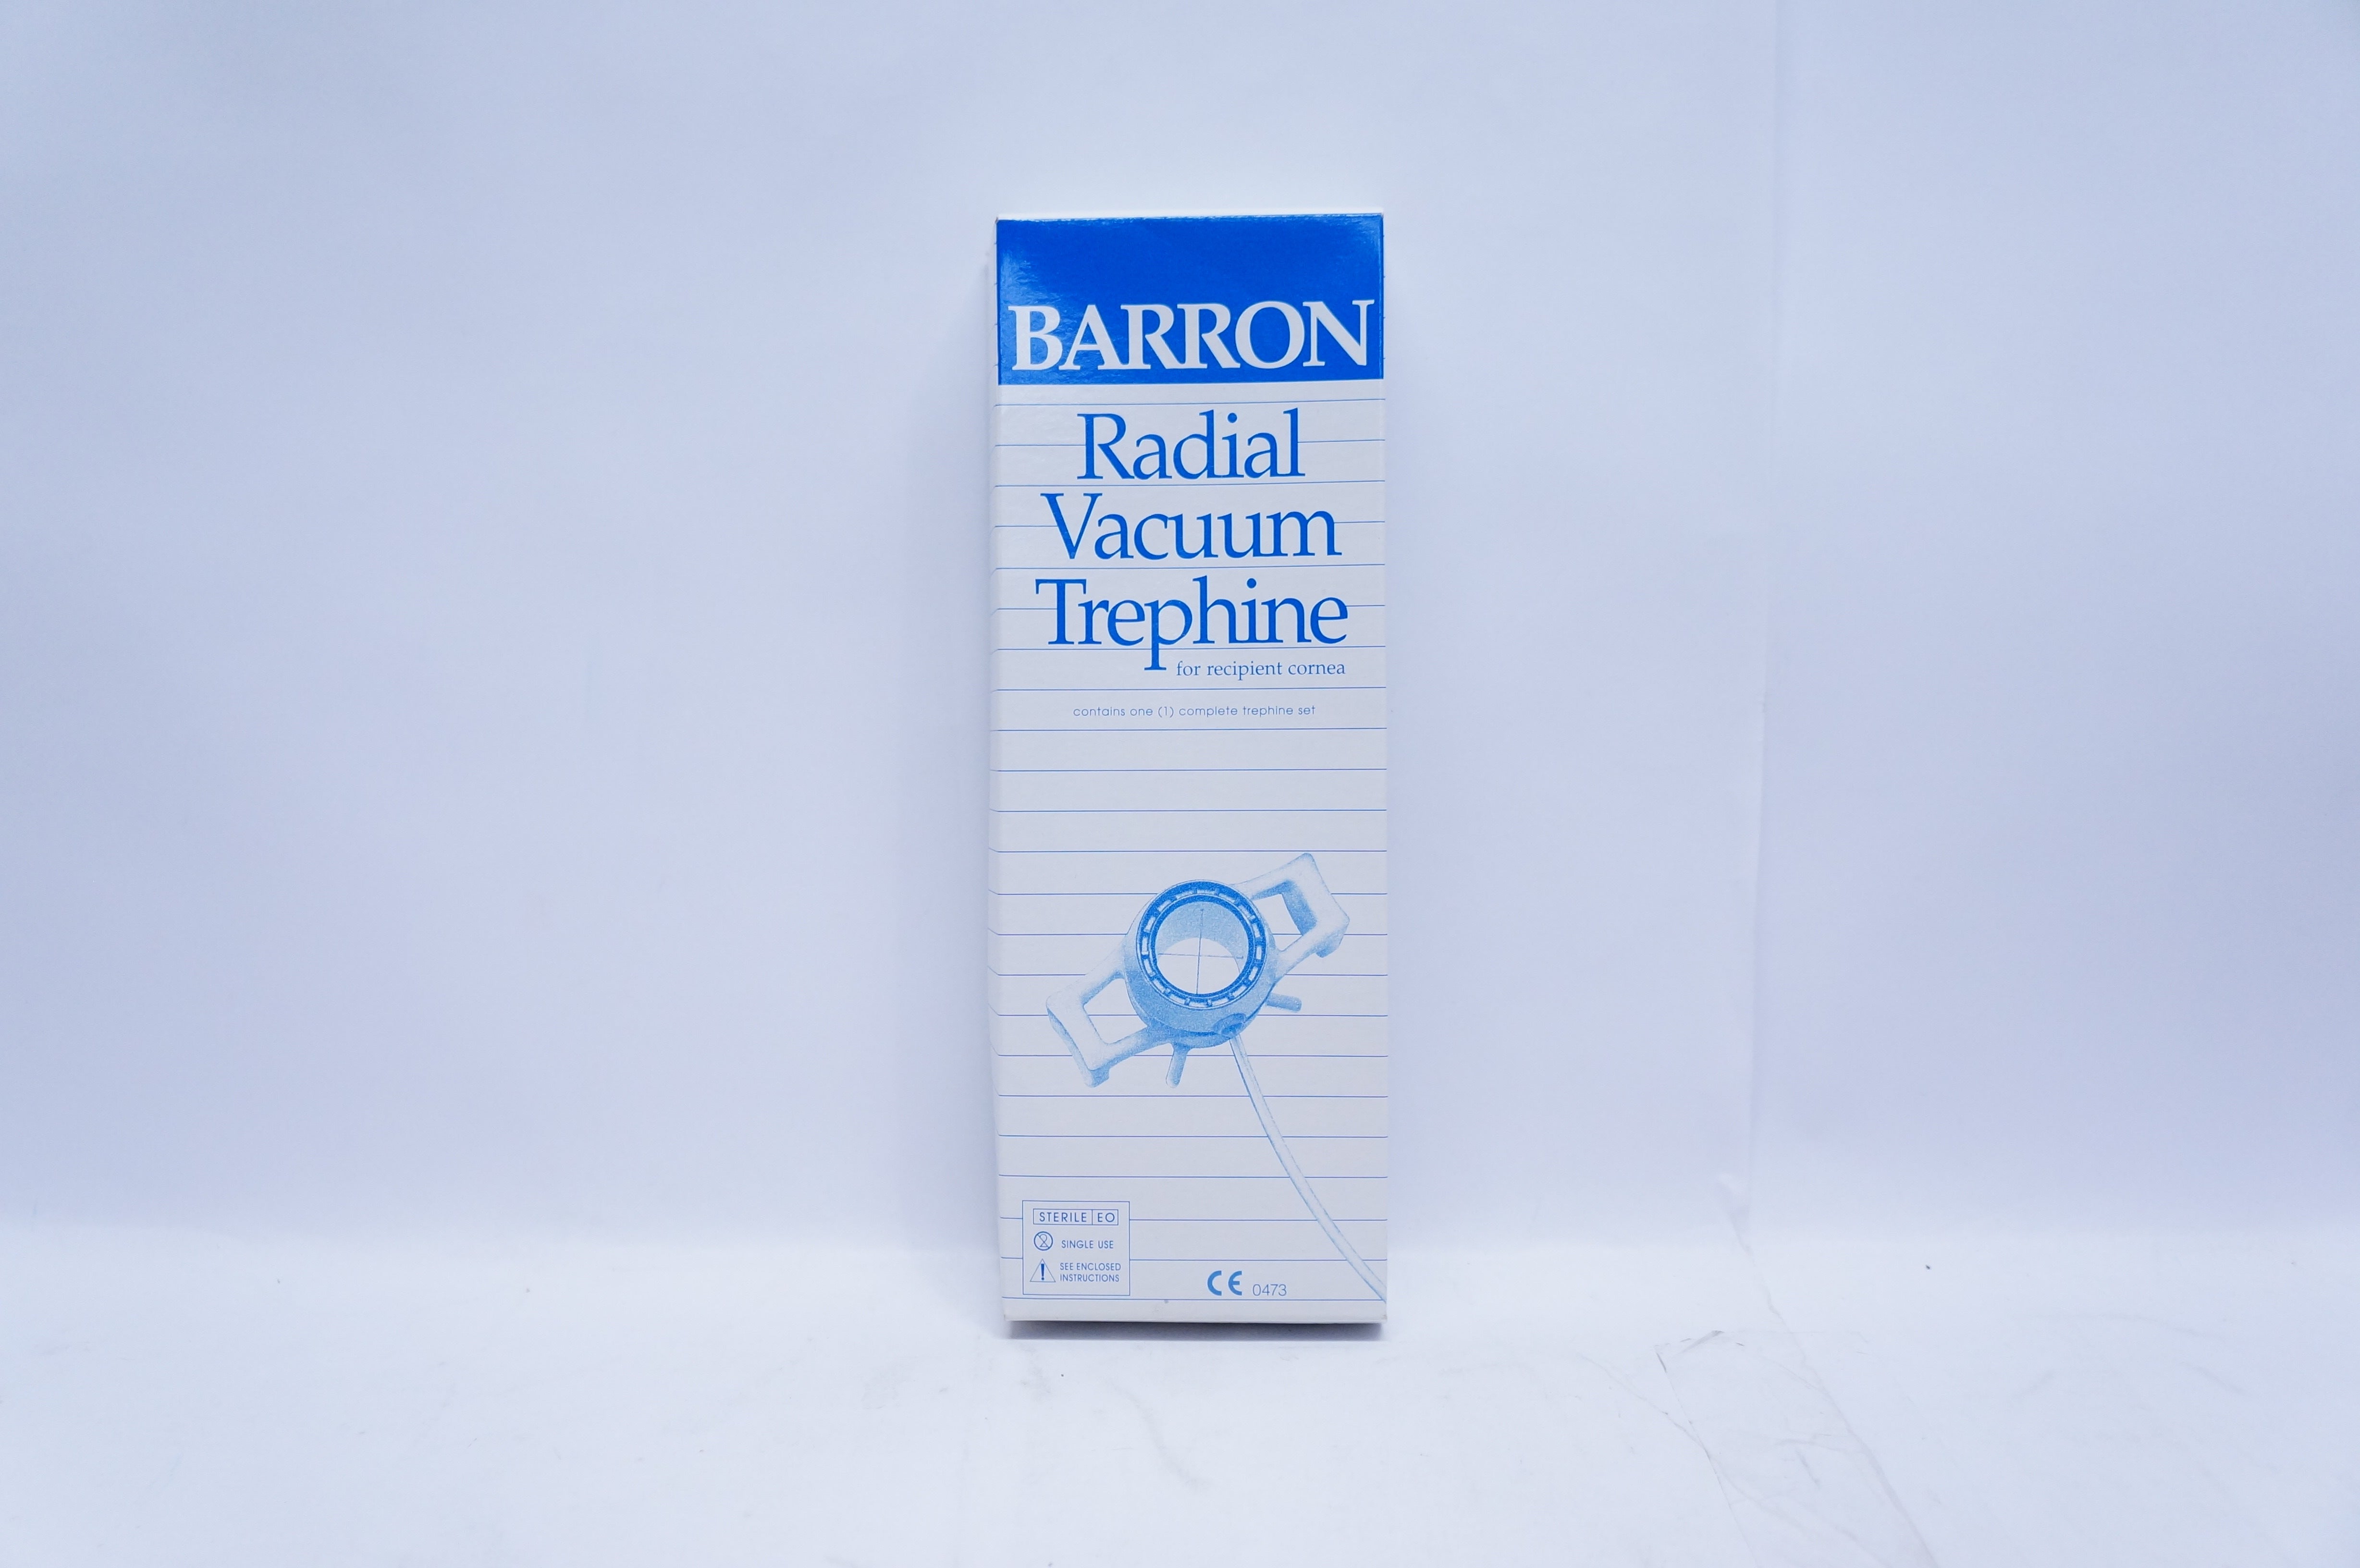 BARRON
Radial
Vacuum
Trephine
for recipient cornea
contains one (1) complete trephine set
STERILE EO
SINGLE USE
SEE ENCLOSED
INSTRUCTIONS
CE 0473